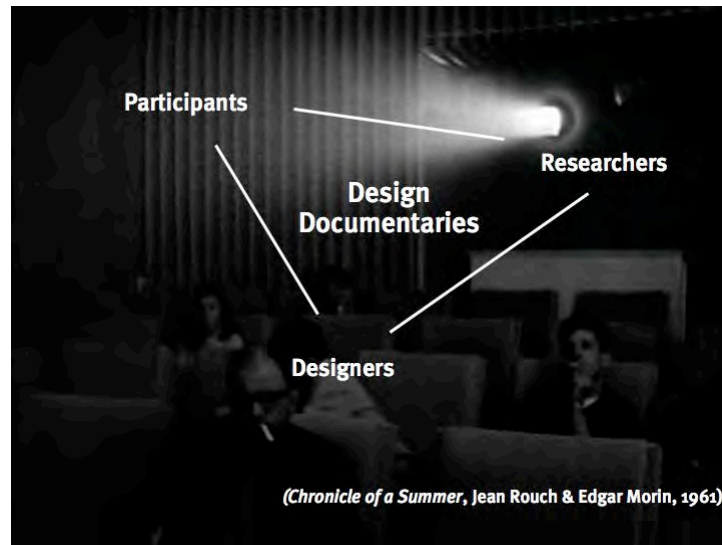 Participants
Researchers
Design
Documentaries
Designers
(Chronicle of a Summer, Jean Rouch & Edgar Morin, 1961)